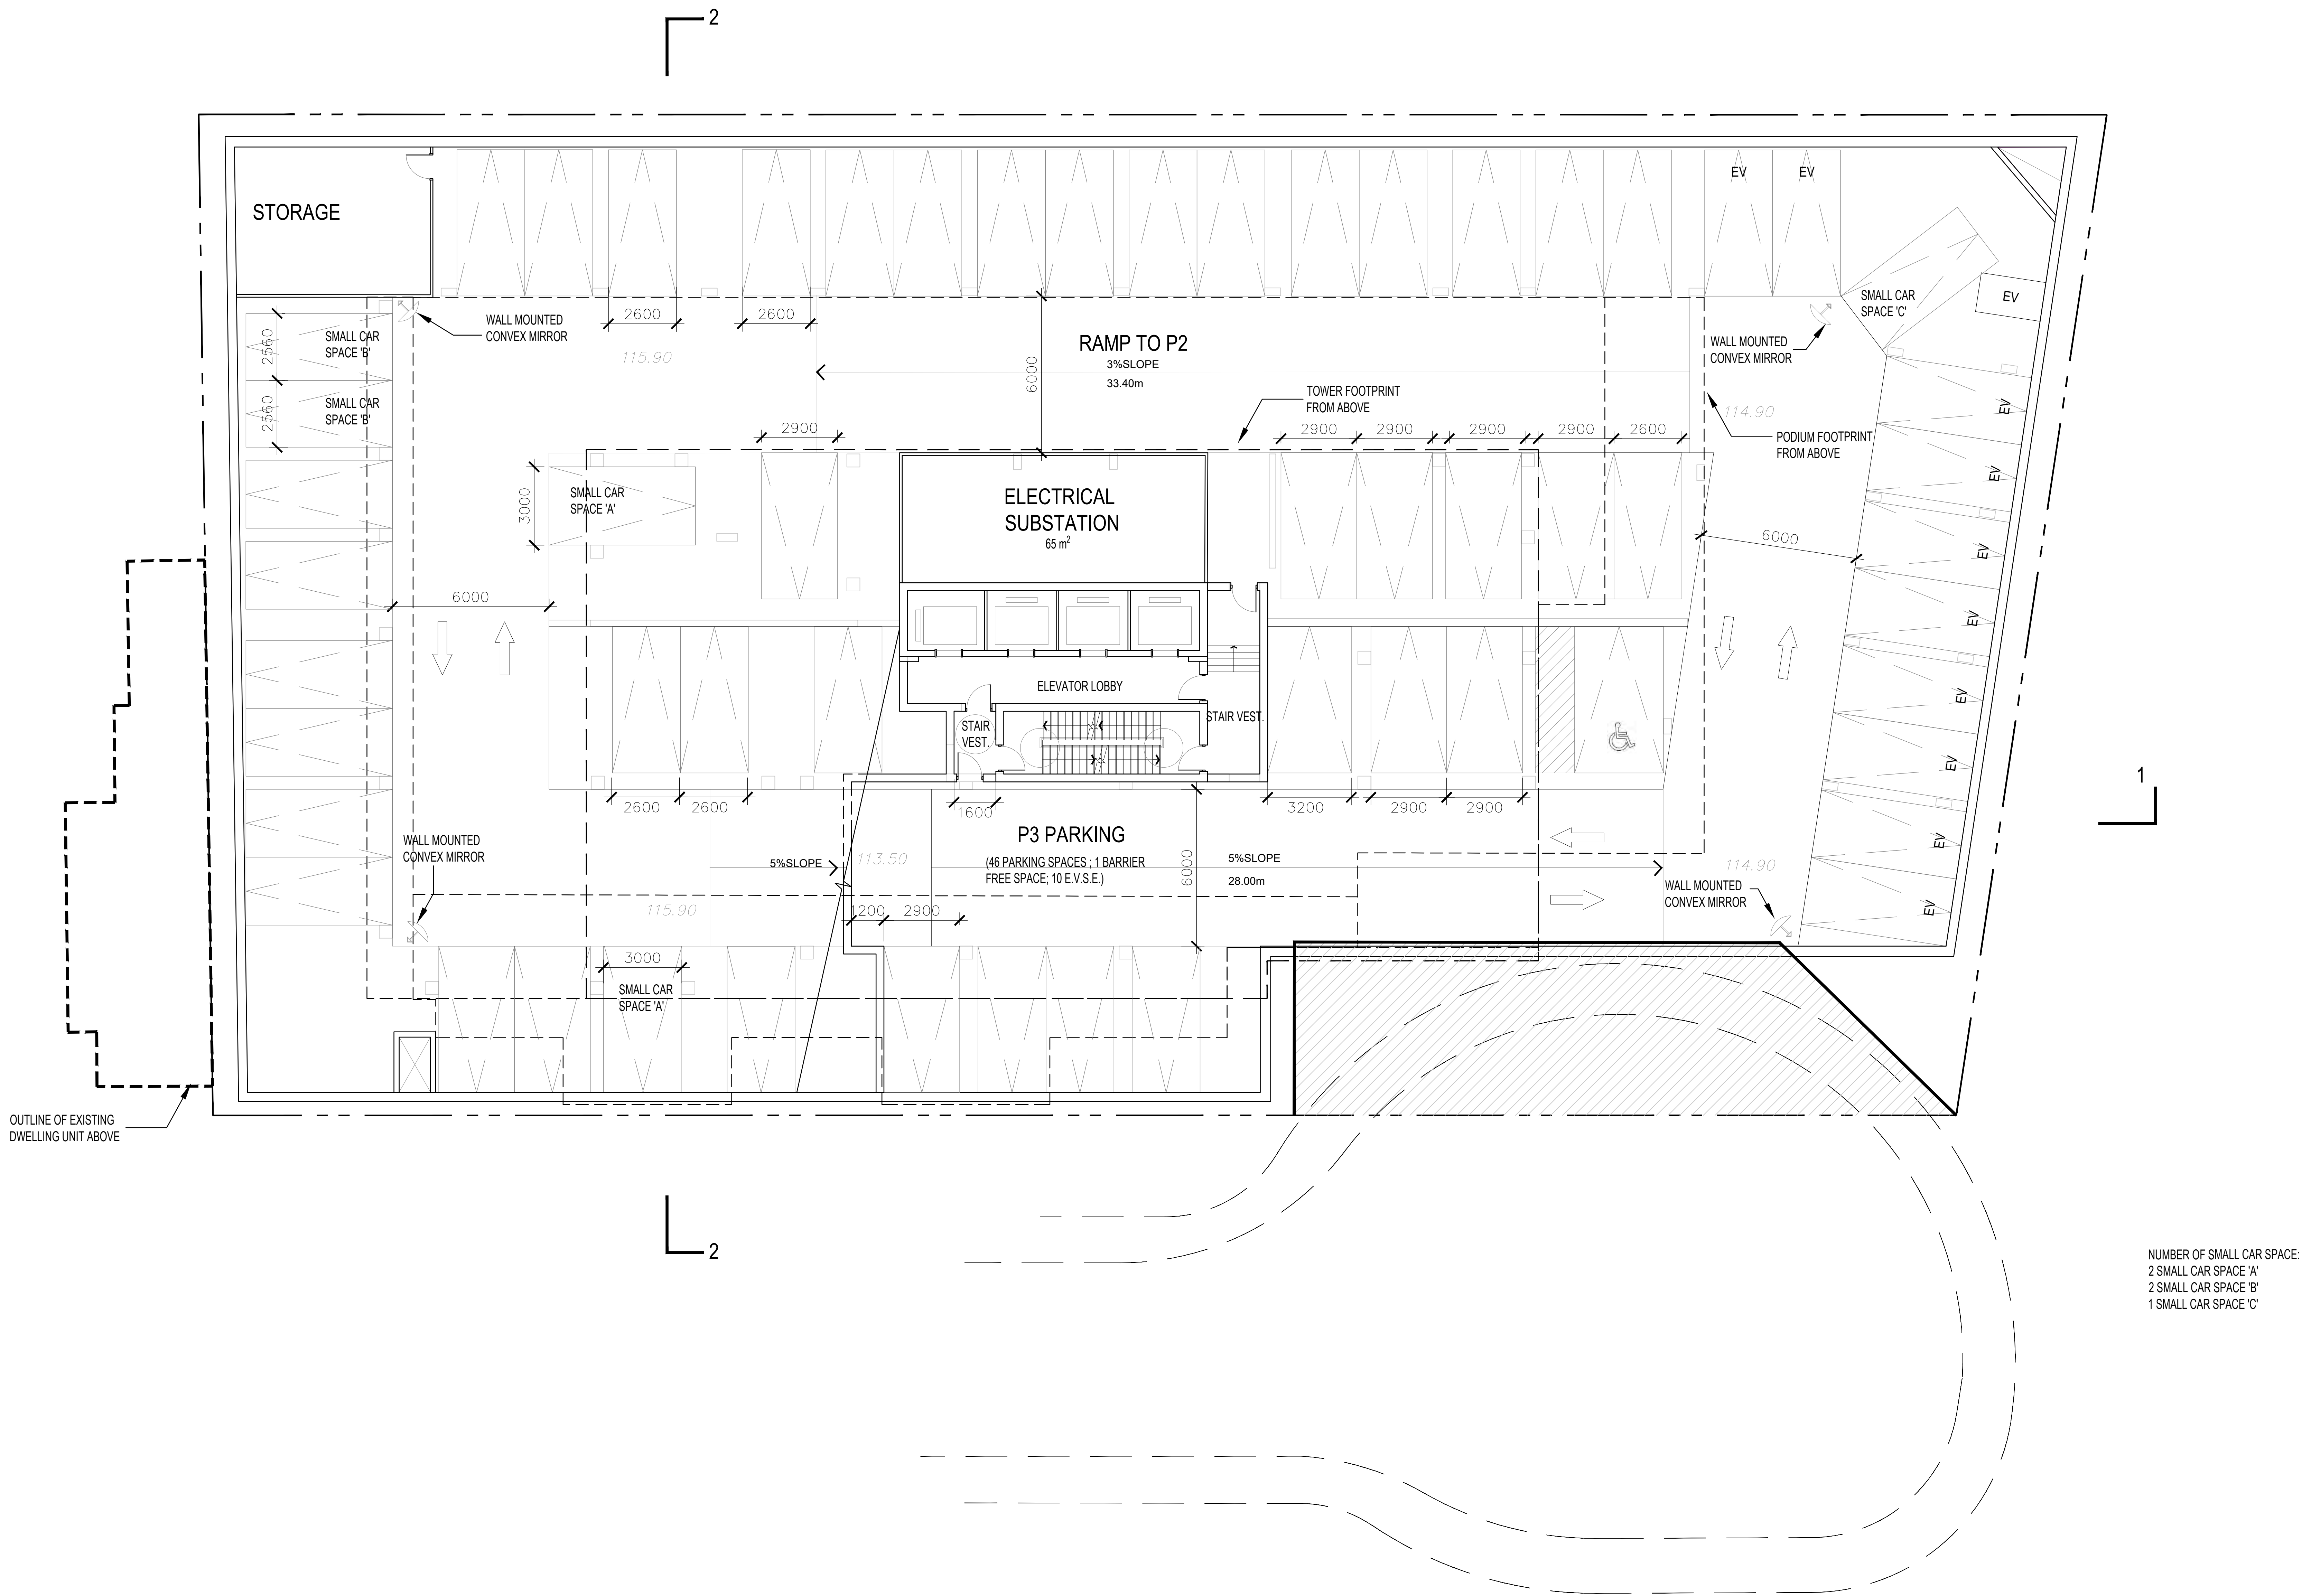 2
EV
EV
STORAGE
SMALL CAR
SPACE 'C'
EV
WALL MOUNTED
CONVEX MIRROR
2600
2600
RAMP TO P2
3%SLOPE
33.40m
6000
WALL MOUNTED
CONVEX MIRROR
2560
SMALL CAR
SPACE 'B'
115.90
2560
SMALL CAR
SPACE 'B'
TOWER FOOTPRINT
FROM ABOVE
114.90
EV
2900
2900
2900
2900
2900
2600
PODIUM FOOTPRINT
FROM ABOVE
3000
SMALL CAR
SPACE 'A'
ELECTRICAL
SUBSTATION
65 m2
EV
6000
EV
6000
EV
ELEVATOR LOBBY
EV
STAIR
VEST.
STAIR VEST.
EV
1
2600
2600
1600
3200
2900
2900
WALL MOUNTED
CONVEX MIRROR
P3 PARKING
(46 PARKING SPACES ; 1 BARRIER
FREE SPACE; 10 E.V.S.E.)
5%SLOPE
113.50
6000
5%SLOPE
28.00m
114.90
EV
WALL MOUNTED
CONVEX MIRROR
EV
115.90
1200
2900
3000
SMALL CAR
SPACE 'A'
OUTLINE OF EXISTING
DWELLING UNIT ABOVE
2
NUMBER OF SMALL CAR SPACE:
2 SMALL CAR SPACE 'A'
2 SMALL CAR SPACE 'B'
1 SMALL CAR SPACE 'C'